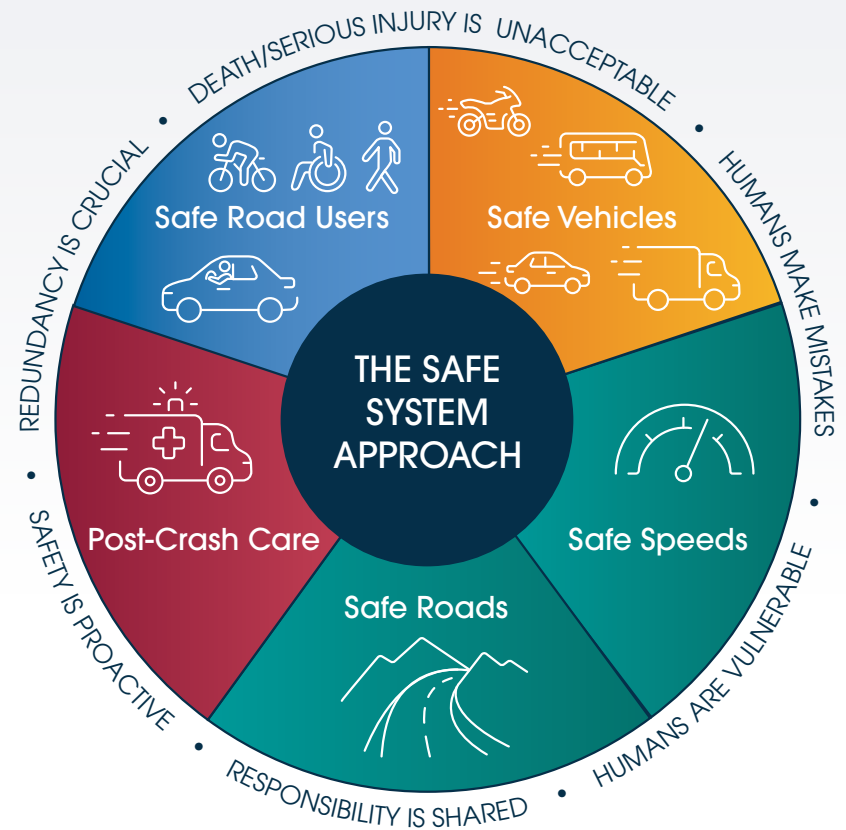 DEATH/SERIOUS INJURY IS UNACCEPTABLE
HUMANS MAKE MISTAKES
HUMANS ARE VULNERABLE
RESPONSIBILITY IS SHARED
SAFETY IS PROACTIVE
REDUNDANCY IS CRUCIAL
Safe Road Users
Safe Vehicles
THE SAFE
SYSTEM
APPROACH
Safe Speeds
Safe Roads
Post-Crash Care